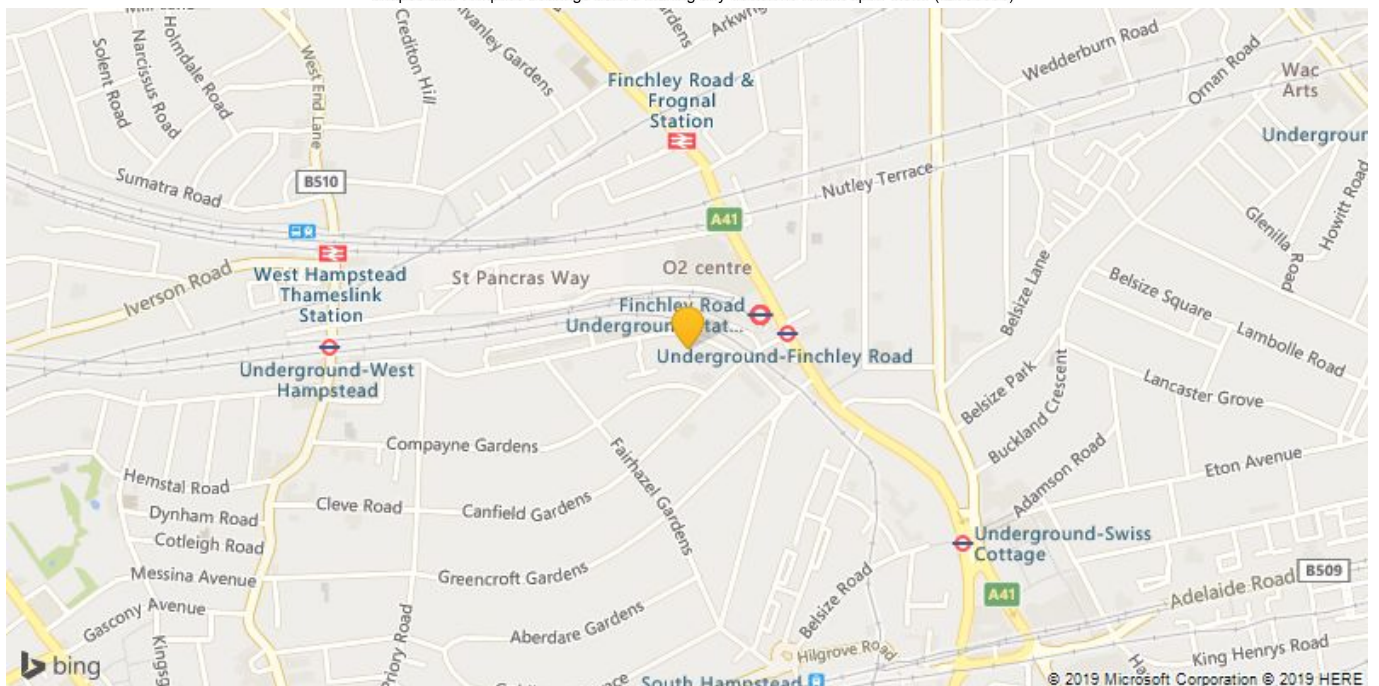 Solent Road
Narcissus Road
Holmdale Road
West End Lane
Crediton Hill
Gardens
Finchley Road &
Frognal
Station
Wedderburn Road
Ornan Road
Wac
Arts
Sumatra Road
B510
Nutley Terrace
A41
Glenilla Road
Howitt Road
West Hampstead
Thameslink
Station
Iverson Road
St Pancras Way
O2 centre
Finchley Road
Belsize Lane
Belsize Square
Lambolle Road
Underground-Finchley Road
Underground-West
Hampstead
Belsize Park
Buckland Crescent
Lancaster Grove
Compayne Gardens
Fairhazel Gardens
Eton Avenue
Adamson Road
Hemstal Road
Dynham Road
Cotleigh Road
Cleve Road
Canfield Gardens
Underground-Swiss
Cottage
Messina Avenue
Greencroft Gardens
Belsize Road
A41
Adelaide Road
B509
Gascony Avenue
Priory Road
Aberdare Gardens
Hilgrove Road
King Henrys Road
South Hampstead
bing
© 2019 Microsoft Corporation © 2019 HERE